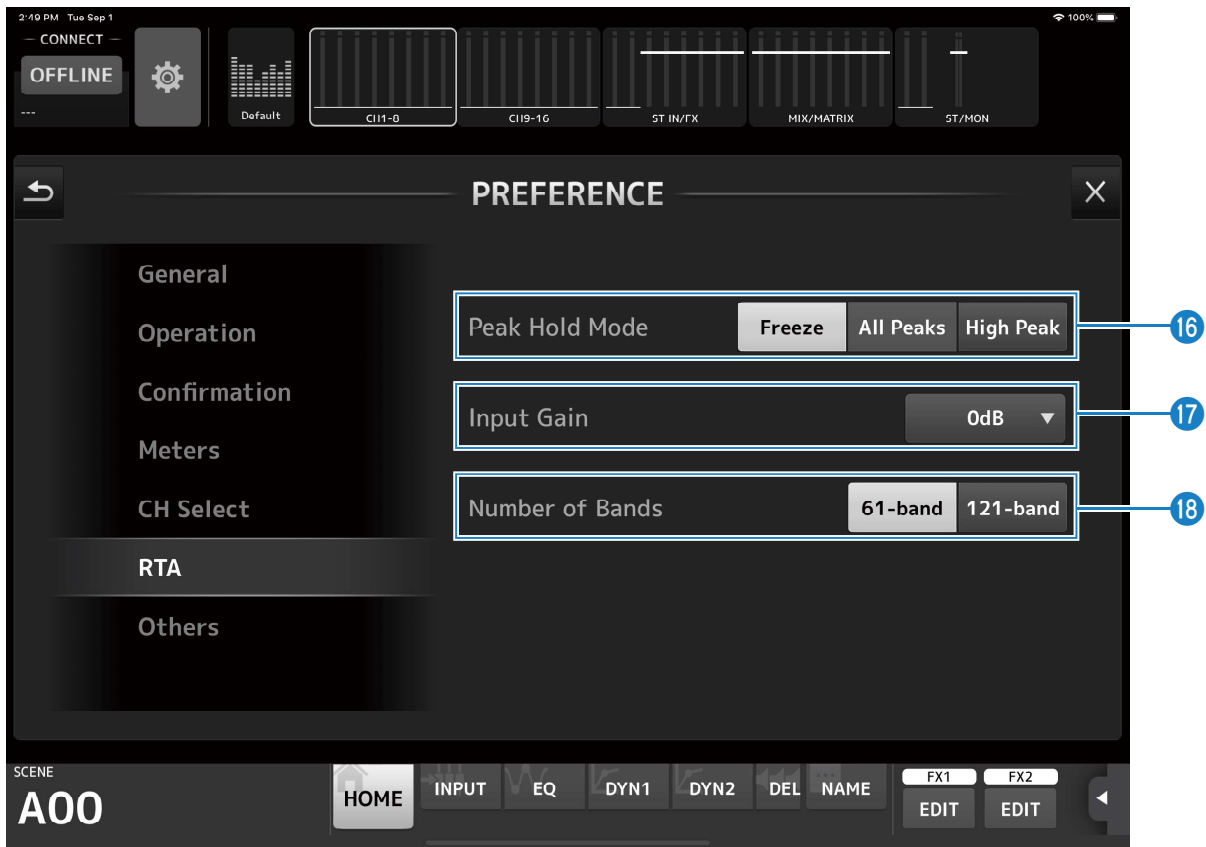 2:49 PM Tue Sep 1
100%
CONNECT
OFFLINE
---
Default
CH1-8
CH9-16
ST IN/FX
MIX/MATRIX
ST/MON
PREFERENCE
General
Operation
Confirmation
Meters
CH Select
RTA
Others
Peak Hold Mode Freeze All Peaks High Peak 16
Input Gain 0dB 17
Number of Bands 61-band 121-band 18
SCENE
A00
HOME INPUT EQ DYN1 DYN2 DEL NAME
FX1 FX2
EDIT EDIT